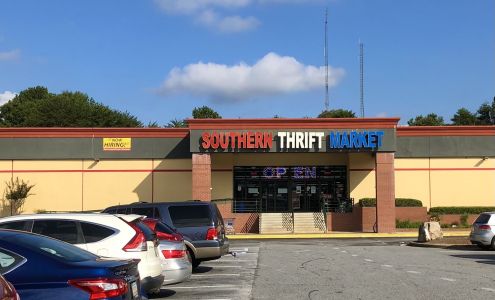 SOUTHERN THRIFT MARKET
NOW
HIRING!
OPEN